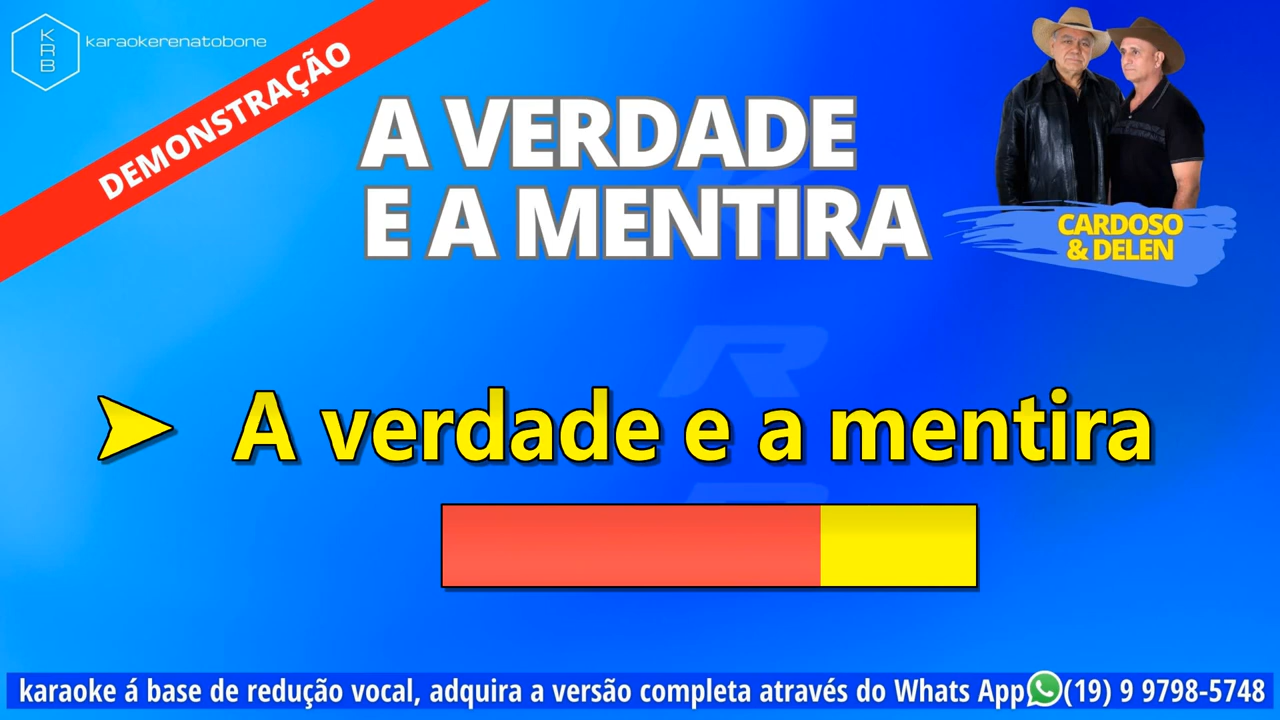 KRB
karaokerenatobone
DEMONSTRAÇÃO
A VERDADE
E A MENTIRA
CARDOSO
& DELEN
A verdade e a mentira
karaoke á base de redução vocal, adquira a versão completa através do Whats App (19) 9 9798-5748